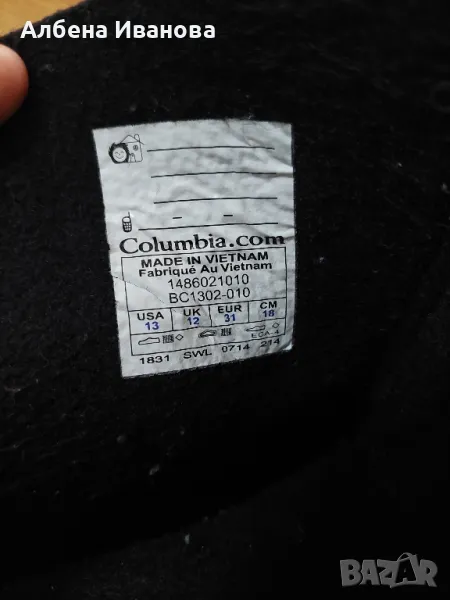 Албена Иванова
Columbia.com
MADE IN VIETNAM
Fabriqué Au Vietnam
1486021010
BC1302-010
USA UK EUR CM
13 12 31 18
1831 SWL 0714 214
BAZAR